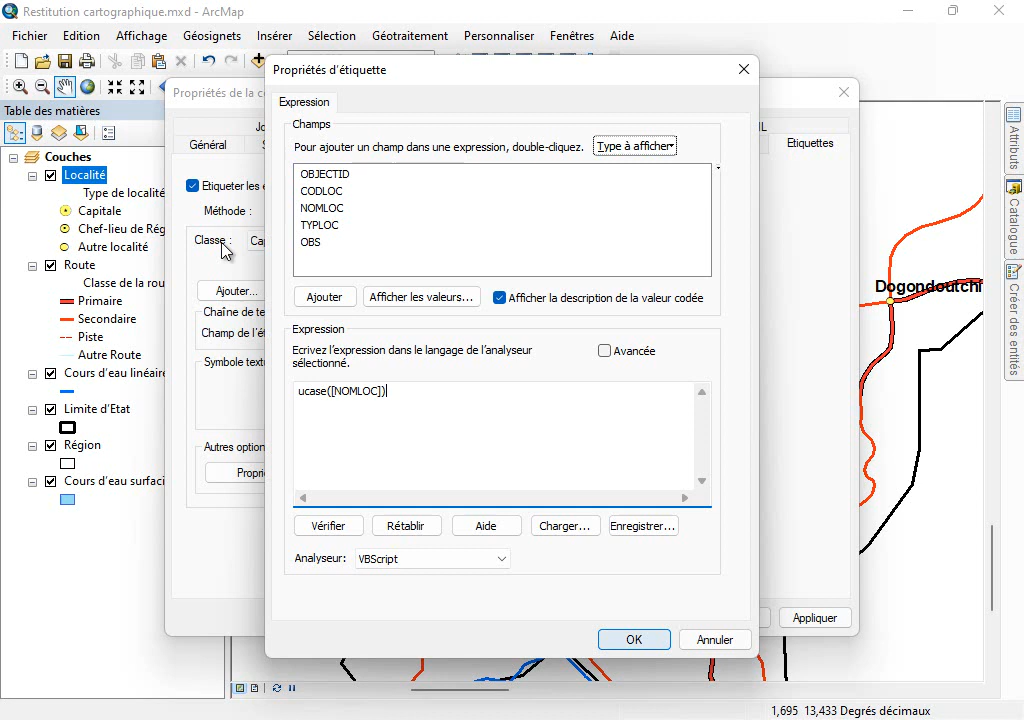 Restitution cartographique.mxd - ArcMap
Fichier Edition Affichage Géosignets Insérer Sélection Géotraitement Personnaliser Fenêtres Aide
Table des matières
Couches
Localité
Type de localité
Capitale
Chef-lieu de Rég
Autre localité
Route
Classe de la rou
Primaire
Secondaire
Piste
Autre Route
Cours d'eau linéaire
Limite d'Etat
Région
Cours d'eau surfaci
Propriétés de la c
Général
Etiquettes
Etiqueter les e
Méthode :
Classe : Cap
Ajouter...
Chaîne de te
Champ de l'ét
Symbole text
Autres option
Proprié
Appliquer
Propriétés d'étiquette
Expression
Champs
Pour ajouter un champ dans une expression, double-cliquez. Type à afficher
OBJECTID
CODLOC
NOMLOC
TYPLOC
OBS
Ajouter Afficher les valeurs... Afficher la description de la valeur codée
Expression
Ecrivez l'expression dans le langage de l'analyseur
sélectionné.
Avancée
ucase([NOMLOC])
Vérifier Rétablir Aide Charger... Enregistrer...
Analyseur: VBScript
OK Annuler
Dogondoutchi
Attributs
Catalogue
Créer des entités
1,695 13,433 Degrés décimaux